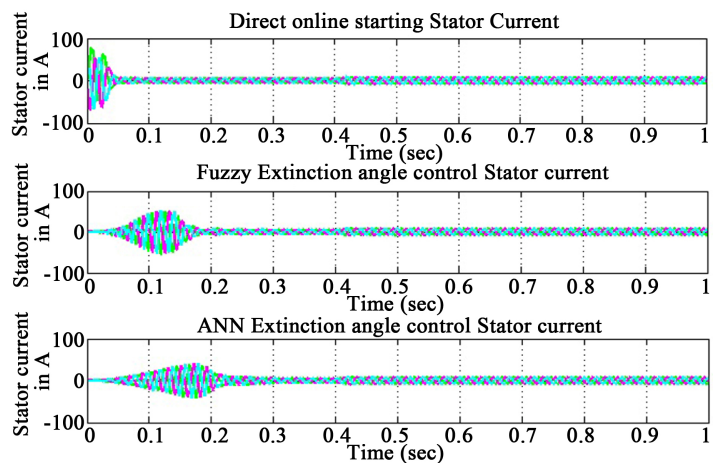 Direct online starting Stator Current
Stator current
in A
100
0
-100
0 0.1 0.2 0.3 0.4 0.5 0.6 0.7 0.8 0.9 1
Time (sec)
Fuzzy Extinction angle control Stator current
Stator current
in A
100
0
-100
0 0.1 0.2 0.3 0.4 0.5 0.6 0.7 0.8 0.9 1
Time (sec)
ANN Extinction angle control Stator current
Stator current
in A
100
0
-100
0 0.1 0.2 0.3 0.4 0.5 0.6 0.7 0.8 0.9 1
Time (sec)